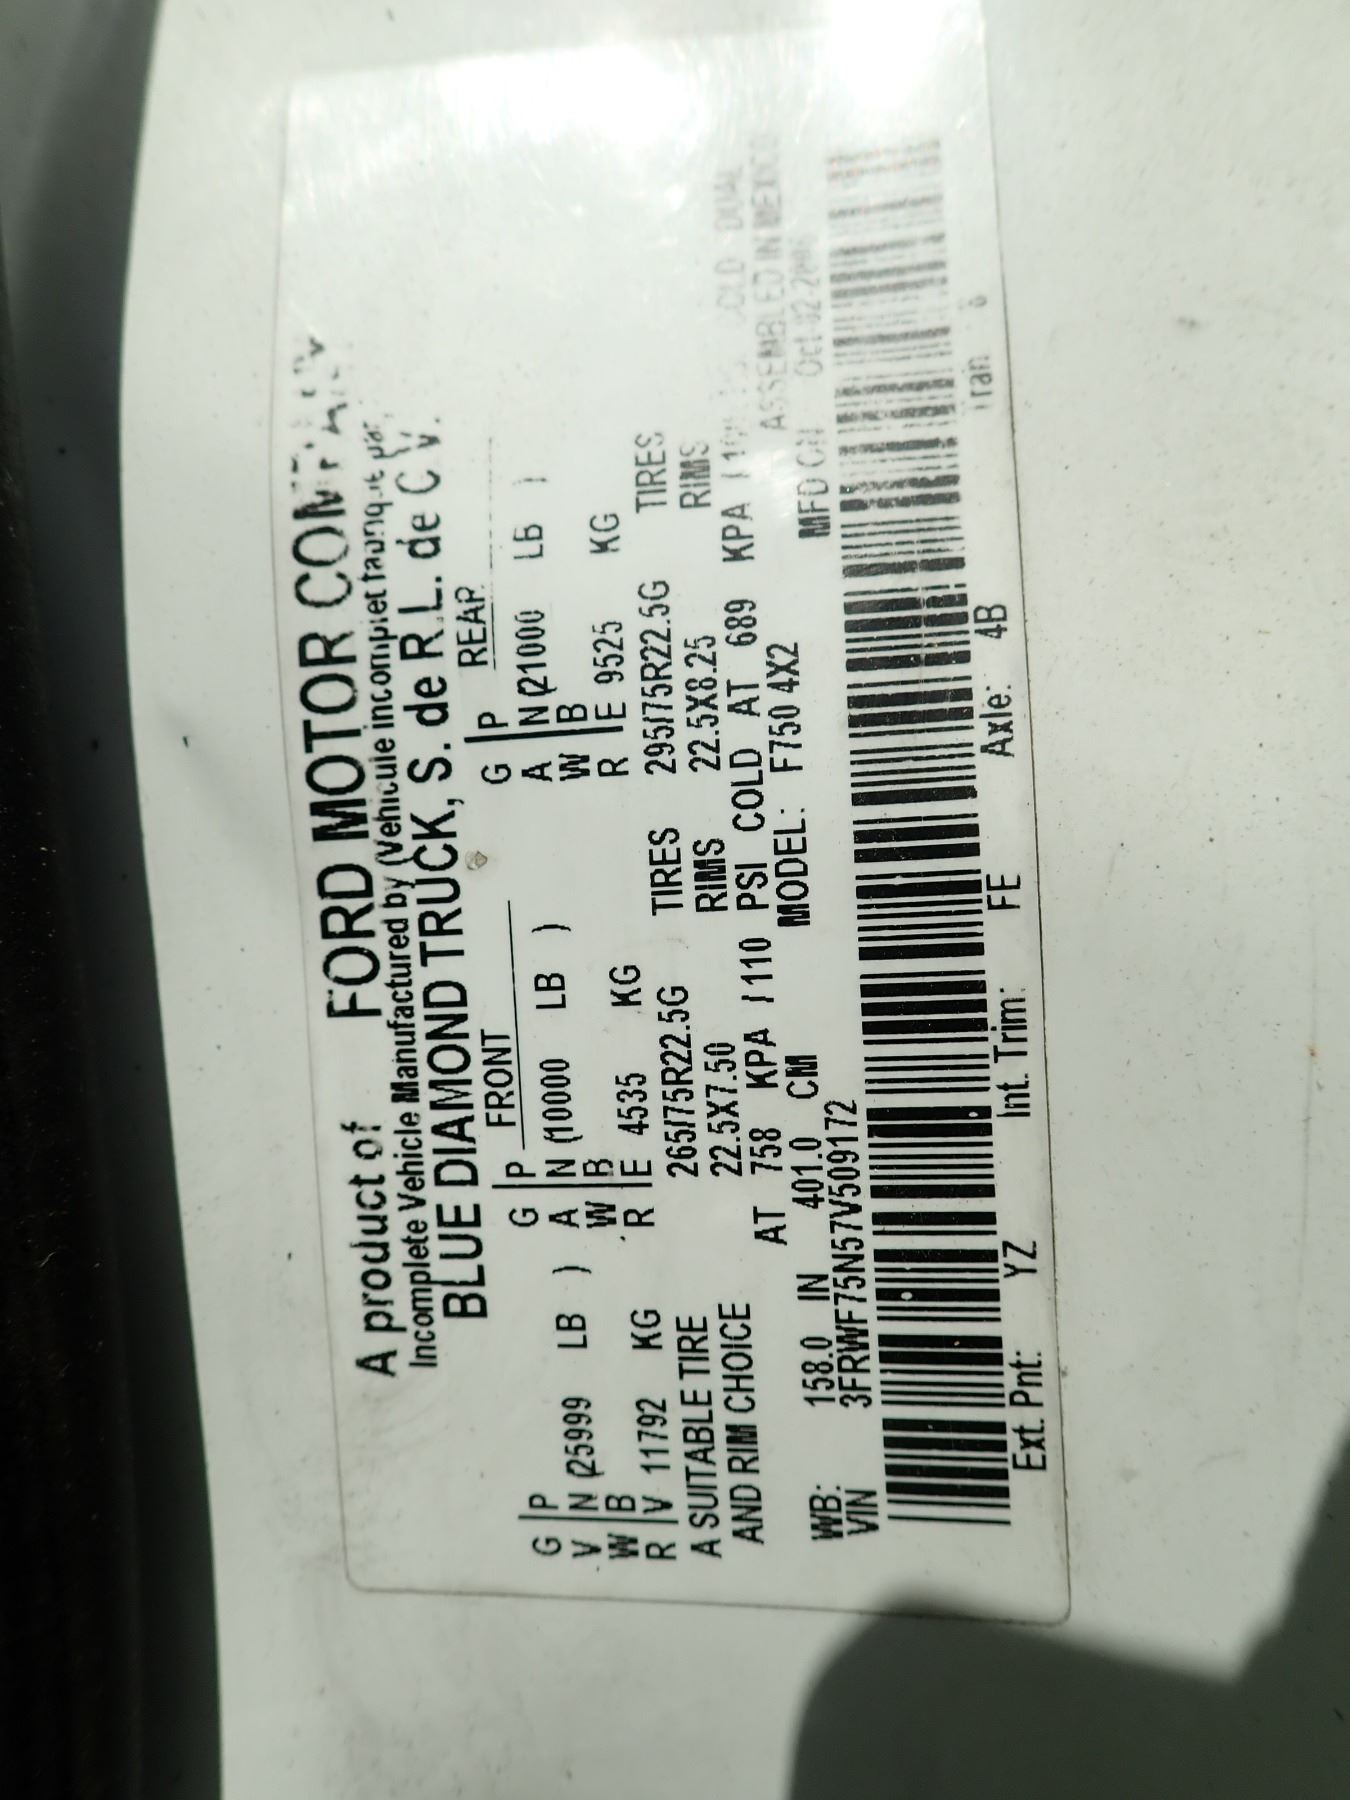 A product of FORD MOTOR COMPANY
Incomplete Vehicle Manufactured by (Vehicule incomplet fabrique par)
BLUE DIAMOND TRUCK, S. de R.L. de C.V.
FRONT REAR
G P G P G P
V N (25999 LB ) A N (10000 LB ) A N (21000 LB )
W B W B W B
R V 11792 KG R E 4535 KG R E 9525 KG
A SUITABLE TIRE 265/75R22.5G TIRES 295/75R22.5G TIRES
AND RIM CHOICE 22.5X7.50 RIMS 22.5X8.25 RIMS
AT 758 KPA / 110 PSI COLD AT 689 KPA / COLD DUAL
WB: 158.0 IN 401.0 CM MODEL: F750 4X2 ASSEMBLED IN MEXICO
VIN 3FRWF75N57V509172 MFD ON Oct-02-2006
Ext. Pnt: YZ Int. Trim: FE Axle: 4B Tran